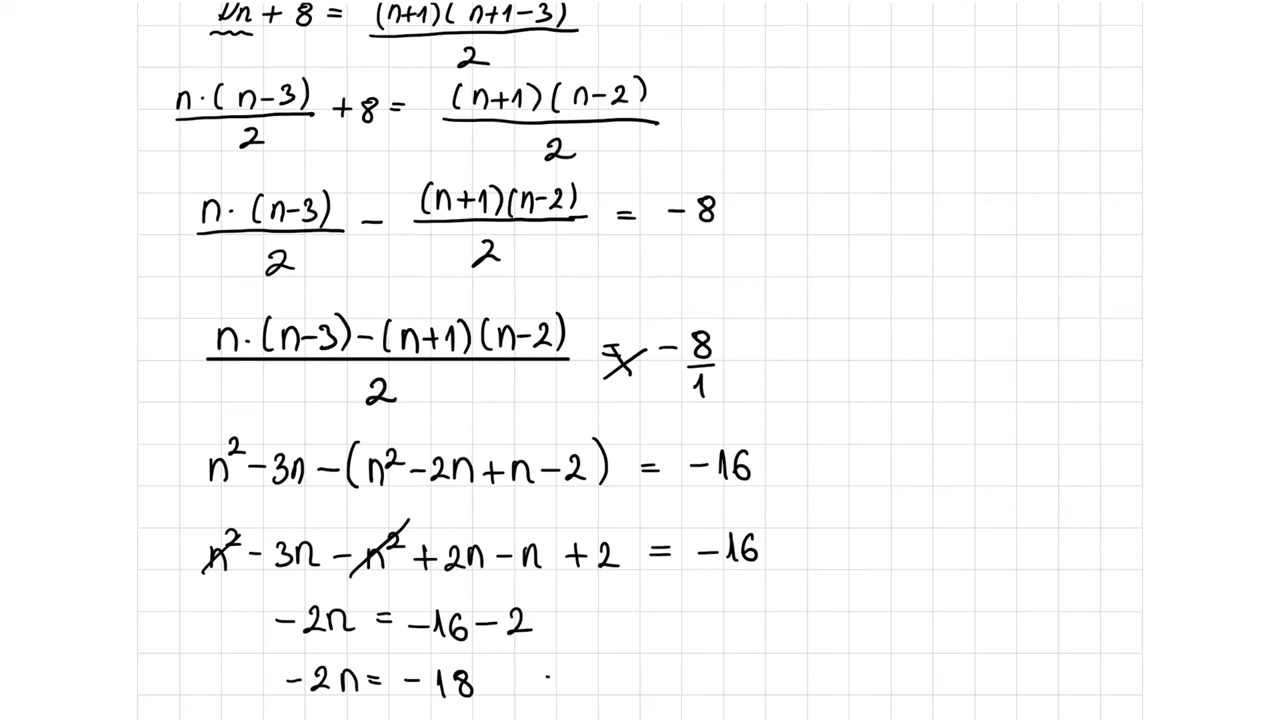 n + 8 = (n+1)(n+1-3)/2
n·(n-3)/2 + 8 = (n+1)(n-2)/2
n·(n-3)/2 - (n+1)(n-2)/2 = -8
n·(n-3)-(n+1)(n-2)/2 = -8/1
n²-3n-(n²-2n+n-2) = -16
n²-3n-n²+2n-n+2 = -16
-2n = -16-2
-2n = -18